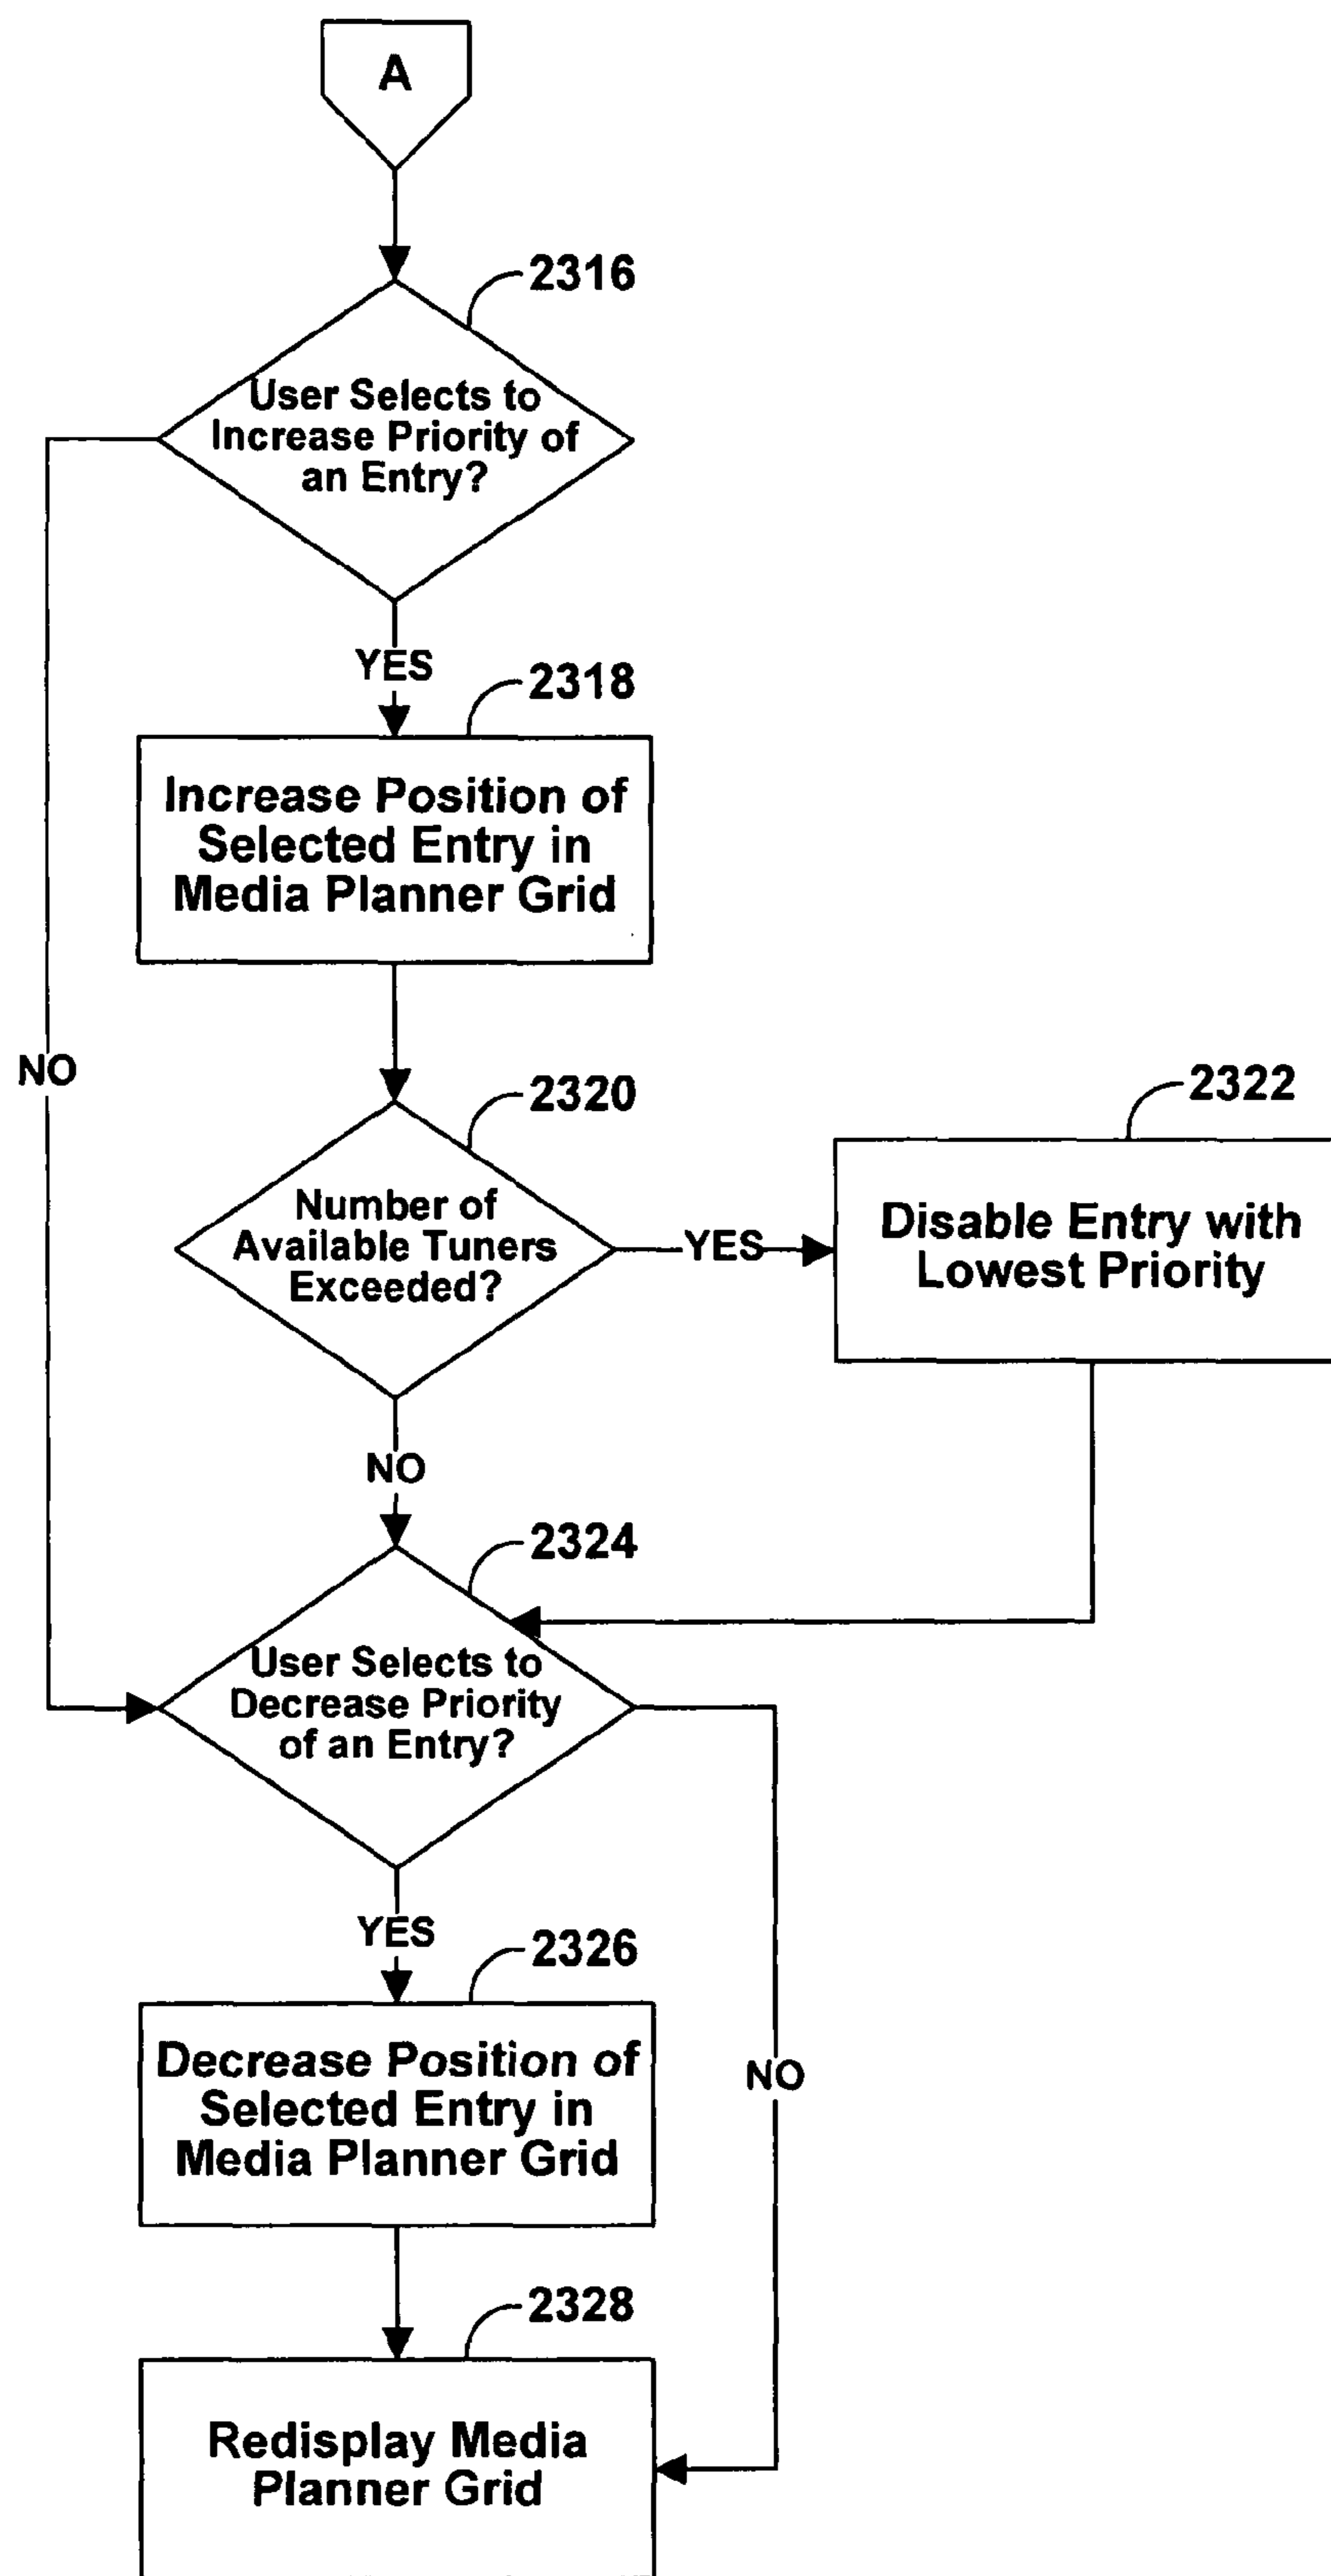 A
2316
User Selects to
Increase Priority of
an Entry?
YES
2318
Increase Position of
Selected Entry in
Media Planner Grid
NO
2320
Number of
Available Tuners
Exceeded?
YES
2322
Disable Entry with
Lowest Priority
NO
2324
User Selects to
Decrease Priority
of an Entry?
YES
2326
Decrease Position of
Selected Entry in
Media Planner Grid
NO
2328
Redisplay Media
Planner Grid